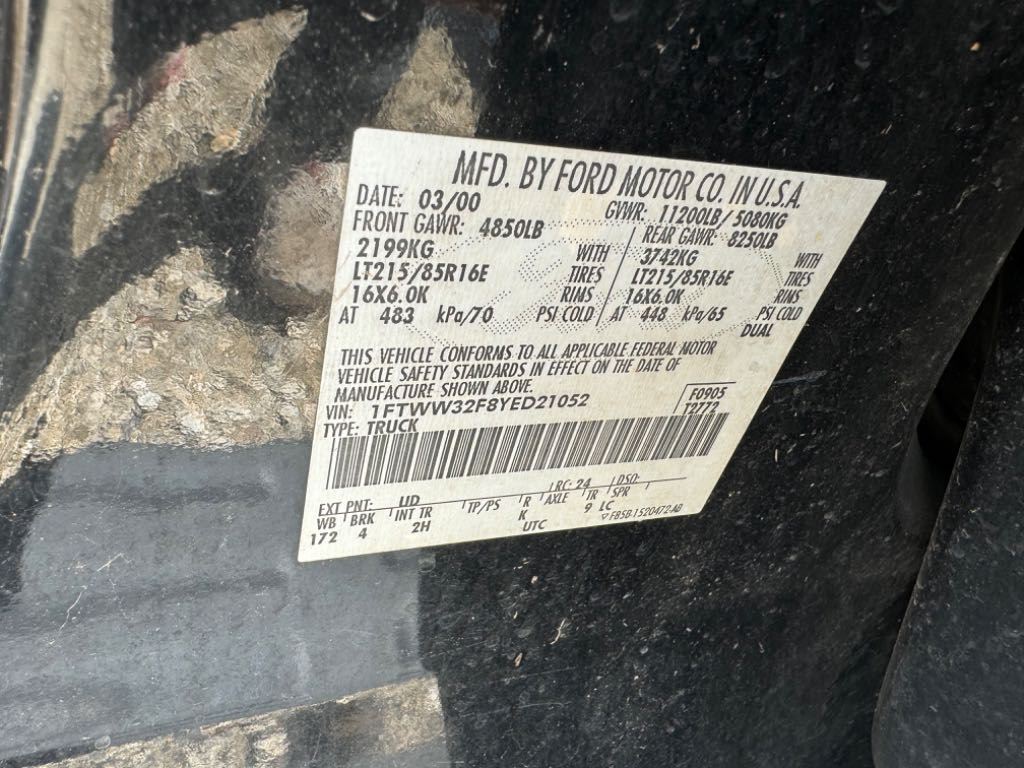 MFD. BY FORD MOTOR CO. IN U.S.A.
DATE: 03/00 GVWR: 11200LB/5080KG
FRONT GAWR: 4850LB REAR GAWR: 8250LB
2199KG WITH 3742KG WITH
LT215/85R16E TIRES LT215/85R16E TIRES
16X6.0K RIMS 16X6.0K RIMS
AT 483 kPa/70 PSI COLD AT 448 kPa/65 PSI COLD
DUAL
THIS VEHICLE CONFORMS TO ALL APPLICABLE FEDERAL MOTOR
VEHICLE SAFETY STANDARDS IN EFFECT ON THE DATE OF
MANUFACTURE SHOWN ABOVE.
VIN: 1FTWW32F8YED21052 F0905
TYPE: TRUCK T2772
EXT PNT: UD RC: 24 DSO:
WB BRK INT TR TP/PS R AXLE TR SPR
172 4 2H K 9 LC
UTC ▽F85B-1520472-AB